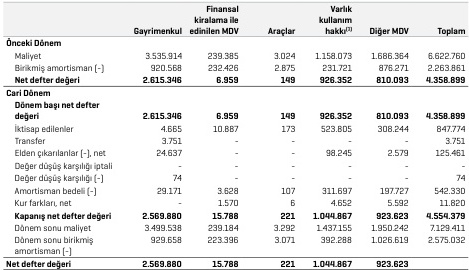 Gayrimenkul Finansal kiralama ile edinilen MDV Araçlar Varlık kullanım hakkı(1) Diğer MDV Toplam
Önceki Dönem
Maliyet 3.535.914 239.385 3.024 1.158.073 1.686.364 6.622.760
Birikmiş amortisman (-) 920.568 232.426 2.875 231.721 876.271 2.263.861
Net defter değeri 2.615.346 6.959 149 926.352 810.093 4.358.899
Cari Dönem
Dönem başı net defter
değeri 2.615.346 6.959 149 926.352 810.093 4.358.899
İktisap edilenler 4.665 10.887 173 523.805 308.244 847.774
Transfer 3.751 - - - - 3.751
Elden çıkarılanlar (-), net 24.637 - - 98.245 2.579 125.461
Değer düşüş karşılığı iptali - - - - - -
Değer düşüş karşılığı (-) 74 - - - - 74
Amortisman bedeli (-) 29.171 3.628 107 311.697 197.727 542.330
Kur farkları, net - 1.570 6 4.652 5.592 11.820
Kapanış net defter değeri 2.569.880 15.788 221 1.044.867 923.623 4.554.379
Dönem sonu maliyet 3.499.538 239.184 3.292 1.437.155 1.950.242 7.129.411
Dönem sonu birikmiş
amortisman (-) 929.658 223.396 3.071 392.288 1.026.619 2.575.032
Net defter değeri 2.569.880 15.788 221 1.044.867 923.623